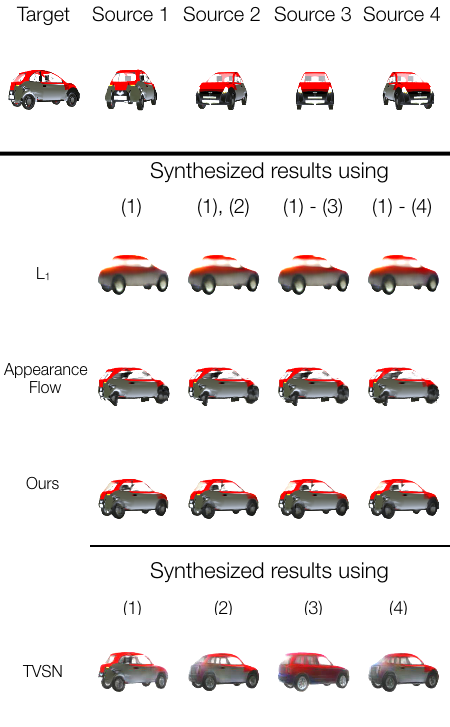 Target Source 1 Source 2 Source 3 Source 4
Synthesized results using
(1) (1), (2) (1) - (3) (1) - (4)
L₁
Appearance
Flow
Ours
Synthesized results using
(1) (2) (3) (4)
TVSN